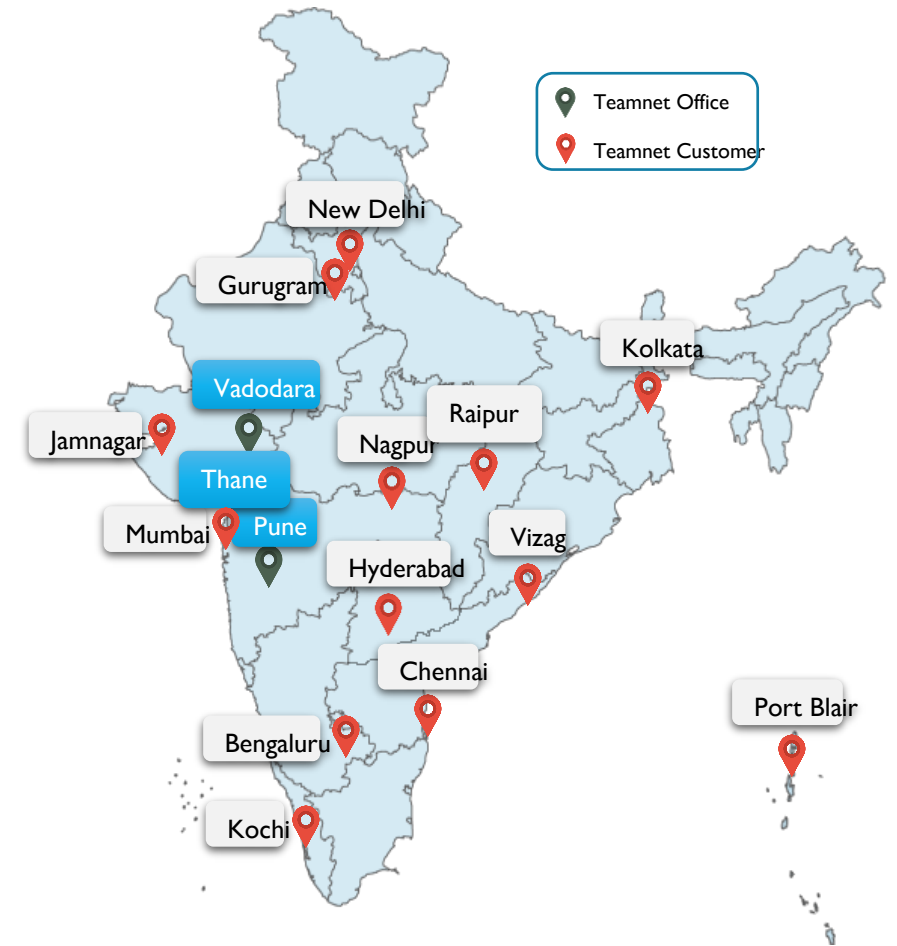 Teamnet Office
Teamnet Customer
New Delhi
Gurugram
Kolkata
Vadodara
Raipur
Jamnagar
Nagpur
Thane
Mumbai
Pune
Vizag
Hyderabad
Chennai
Port Blair
Bengaluru
Kochi